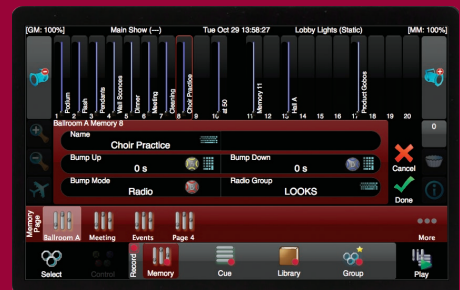 [GM: 100%] Main Show (---) Tue Oct 29 13:58:27 Lobby Lights (Static) [MM: 100%]
Podium
Flash
Pendants
Wall Sconces
Dinner
Meeting
Cleaning
Choir Practice
at 50
Memory 11
Hall A
Product Gobos
1 2 3 4 5 6 7 8 9 10 11 12 13 14 15 16 17 18 19 20
Ballroom A Memory 8
Name
Choir Practice
Bump Up
0 s
Bump Down
0 s
Bump Mode
Radio
Radio Group
LOOKS
0
Cancel
Done
Memory Page
Ballroom A Meeting Events Page 4 More
Select Control Record Memory Cue Library Group Play